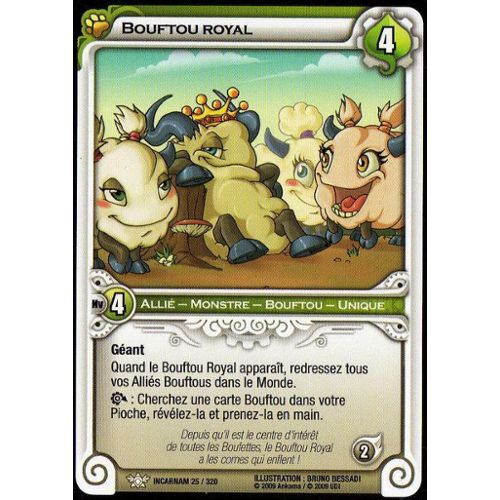 BOUFTOU ROYAL
4
Nv 4 ALLIÉ – MONSTRE – BOUFTOU – UNIQUE
Géant
Quand le Bouftou Royal apparaît, redressez tous
vos Alliés Bouftous dans le Monde.
: Cherchez une carte Bouftou dans votre
Pioche, révélez-la et prenez-la en main.
Depuis qu'il est le centre d'intérêt
de toutes les Bouflettes, le Bouftou Royal
a les cornes qui enflent !
2
INCARNAM 25 / 320
ILLUSTRATION : BRUNO BESSADI
© 2009 Ankama / © 2009 UDE